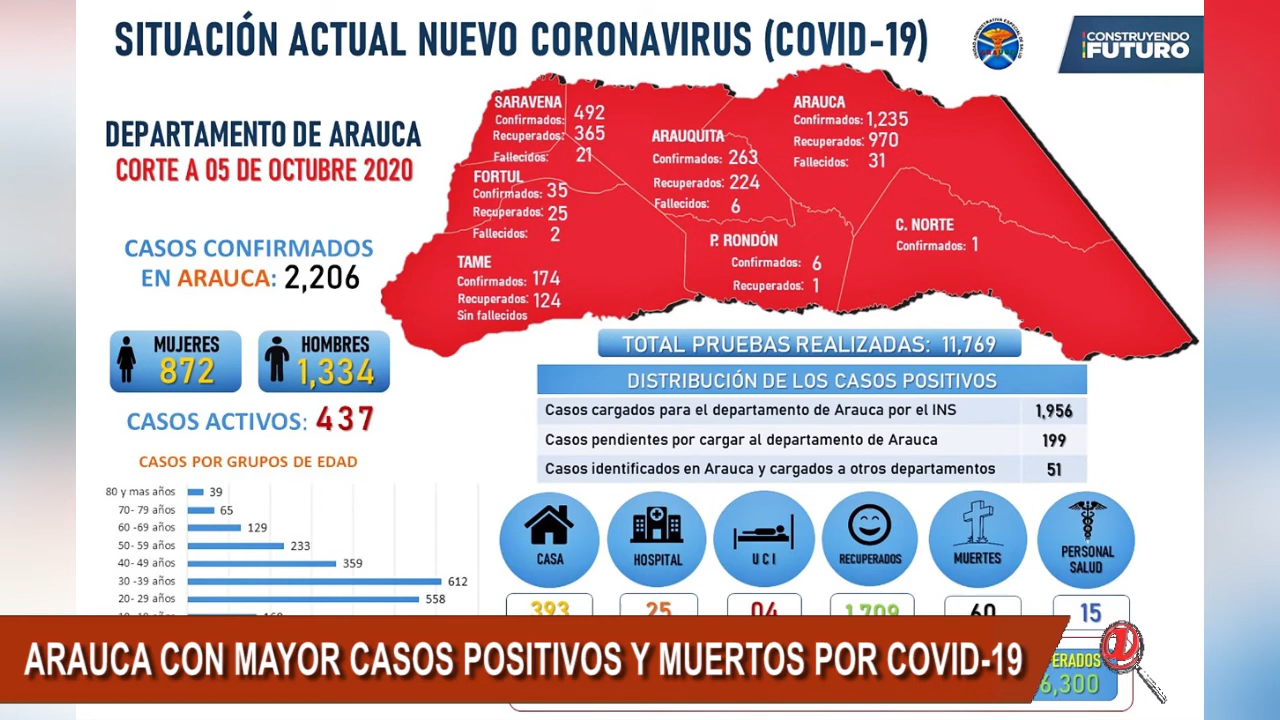 SITUACIÓN ACTUAL NUEVO CORONAVIRUS (COVID-19)
CONSTRUYENDO
FUTURO
DEPARTAMENTO DE ARAUCA
CORTE A 05 DE OCTUBRE 2020
SARAVENA
Confirmados: 492
Recuperados: 365
Fallecidos: 21
ARAUQUITA
Confirmados: 263
Recuperados: 224
Fallecidos: 6
ARAUCA
Confirmados: 1,235
Recuperados: 970
Fallecidos: 31
FORTUL
Confirmados: 35
Recuperados: 25
Fallecidos: 2
TAME
Confirmados: 174
Recuperados: 124
Sin fallecidos
P. RONDÓN
Confirmados: 6
Recuperados: 1
C. NORTE
Confirmados: 1
CASOS CONFIRMADOS
EN ARAUCA: 2,206
MUJERES
872
HOMBRES
1,334
CASOS ACTIVOS: 437
CASOS POR GRUPOS DE EDAD
80 y mas años 39
70- 79 años 65
60 -69 años 129
50- 59 años 233
40- 49 años 359
30 -39 años 612
20- 29 años 558
TOTAL PRUEBAS REALIZADAS: 11,769
DISTRIBUCIÓN DE LOS CASOS POSITIVOS
Casos cargados para el departamento de Arauca por el INS 1,956
Casos pendientes por cargar al departamento de Arauca 199
Casos identificados en Arauca y cargados a otros departamentos 51
CASA
HOSPITAL
UCI
RECUPERADOS
MUERTES
PERSONAL
SALUD
393
25
04
1,709
60
15
ARAUCA CON MAYOR CASOS POSITIVOS Y MUERTOS POR COVID-19